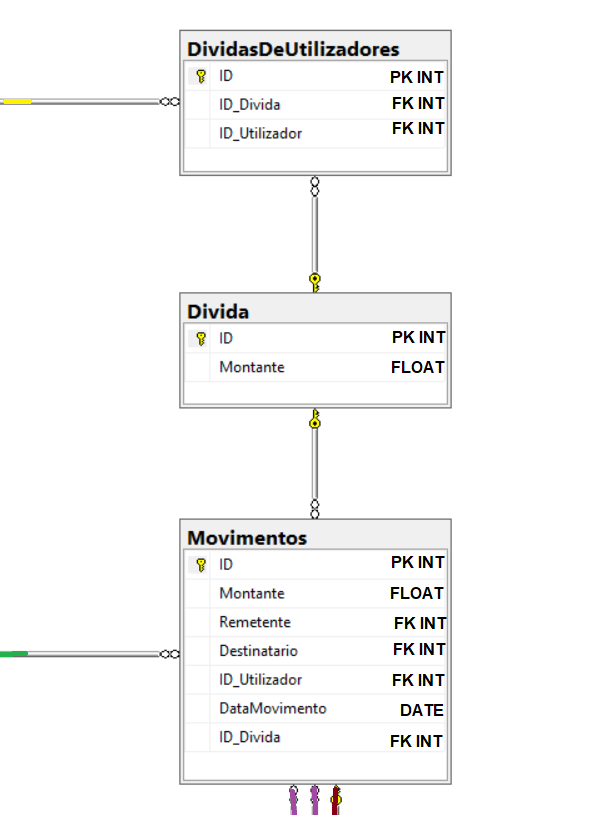 DividasDeUtilizadores
ID PK INT
ID_Divida FK INT
ID_Utilizador FK INT
Divida
ID PK INT
Montante FLOAT
Movimentos
ID PK INT
Montante FLOAT
Remetente FK INT
Destinatario FK INT
ID_Utilizador FK INT
DataMovimento DATE
ID_Divida FK INT